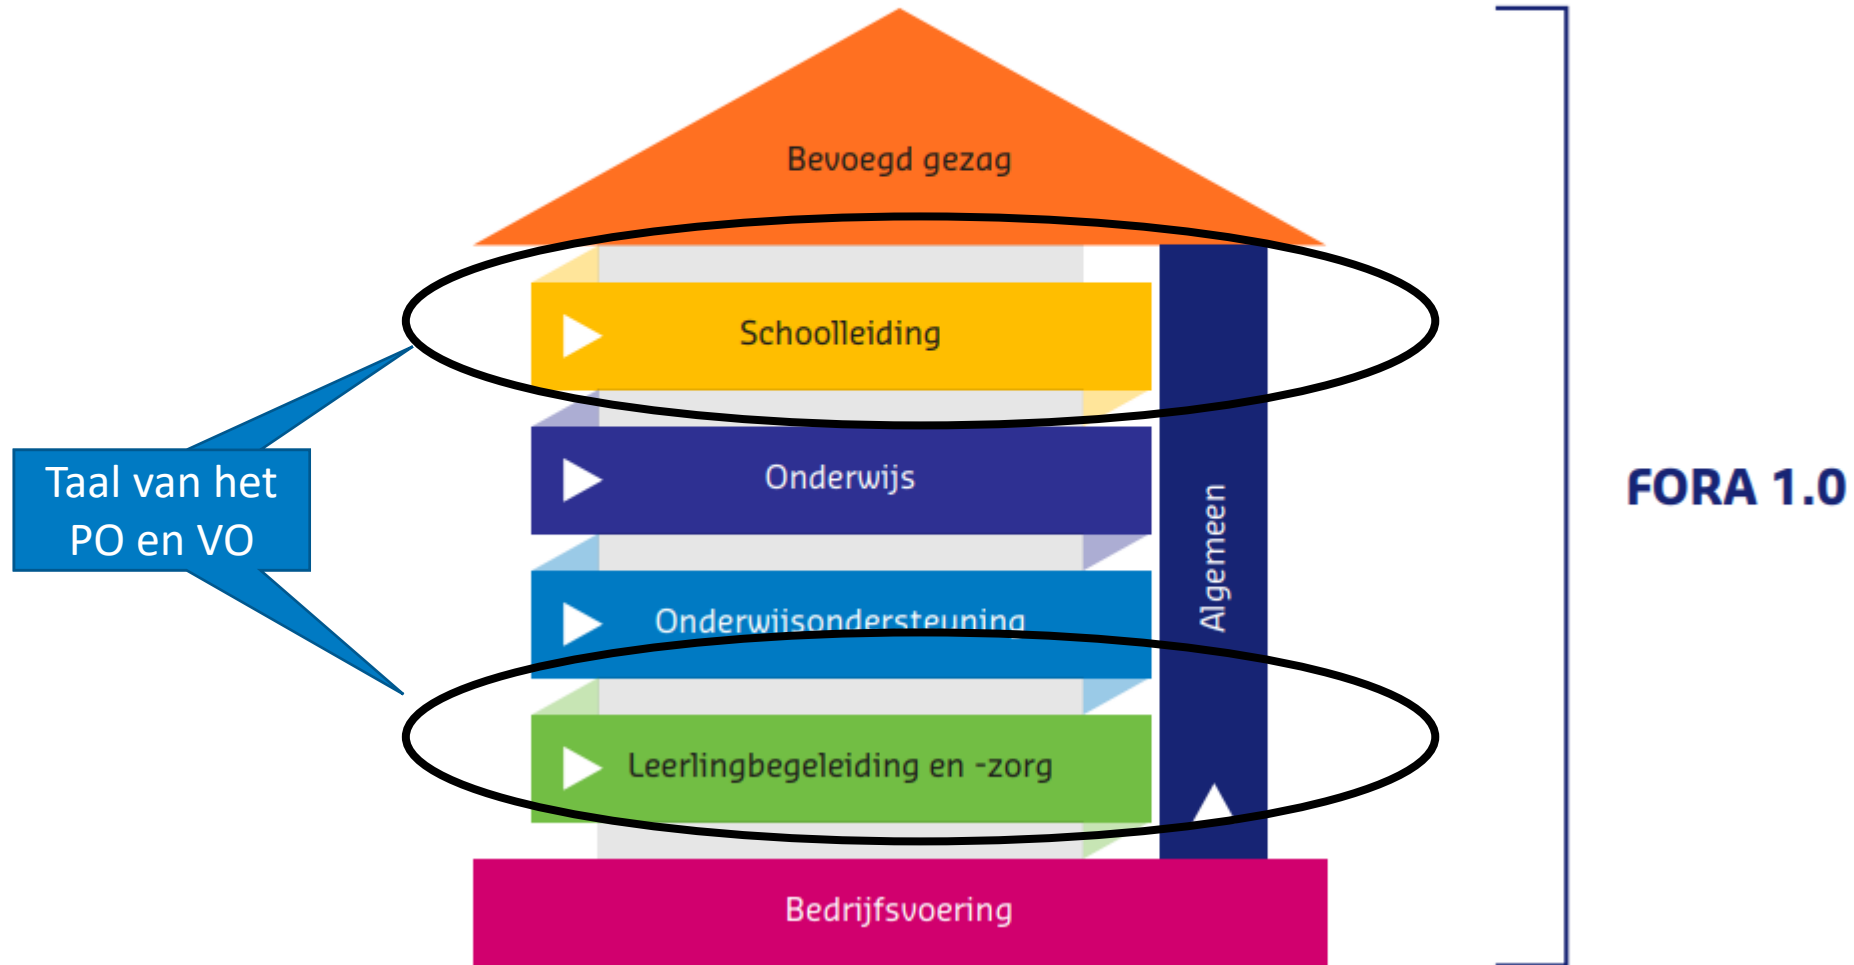 Bevoegd gezag
Schoolleiding
Onderwijs
Taal van het
PO en VO
FORA 1.0
Algemeen
Onderwijsondersteuning
Leerlingbegeleiding en -zorg
Bedrijfsvoering